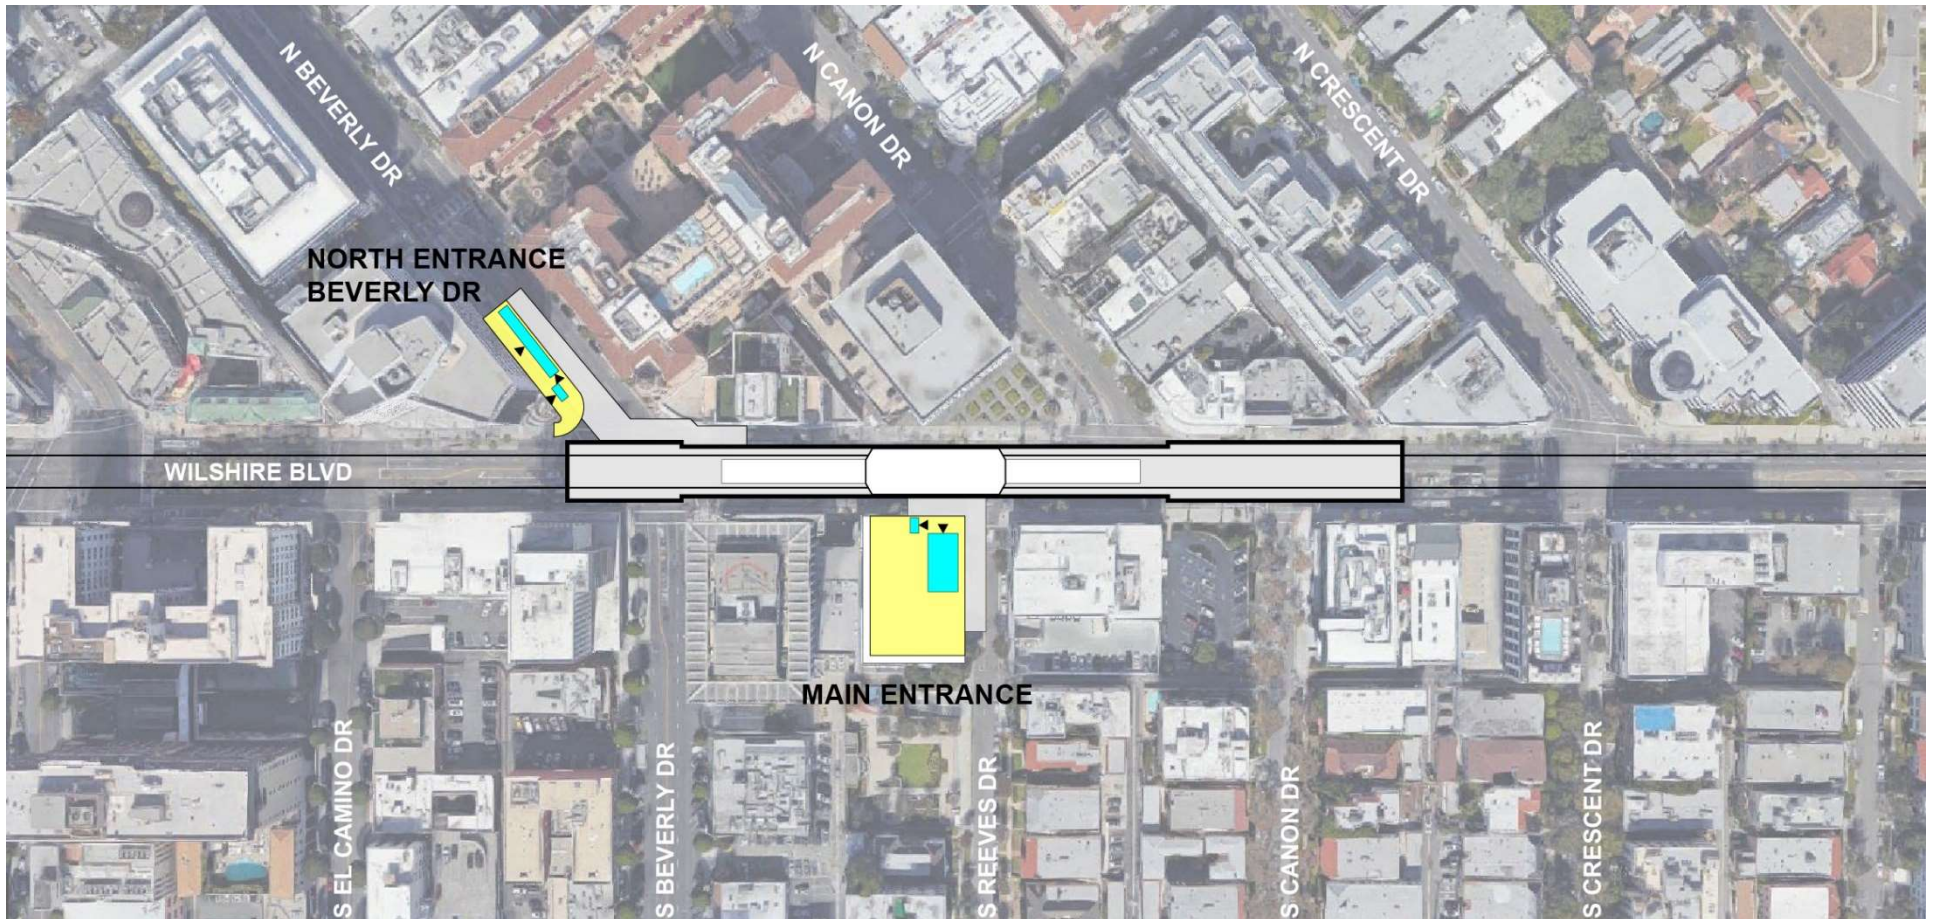 N BEVERLY DR
N CANON DR
N CRESCENT DR
NORTH ENTRANCE
BEVERLY DR
WILSHIRE BLVD
MAIN ENTRANCE
S EL CAMINO DR
S BEVERLY DR
S REEVES DR
S CANON DR
S CRESCENT DR